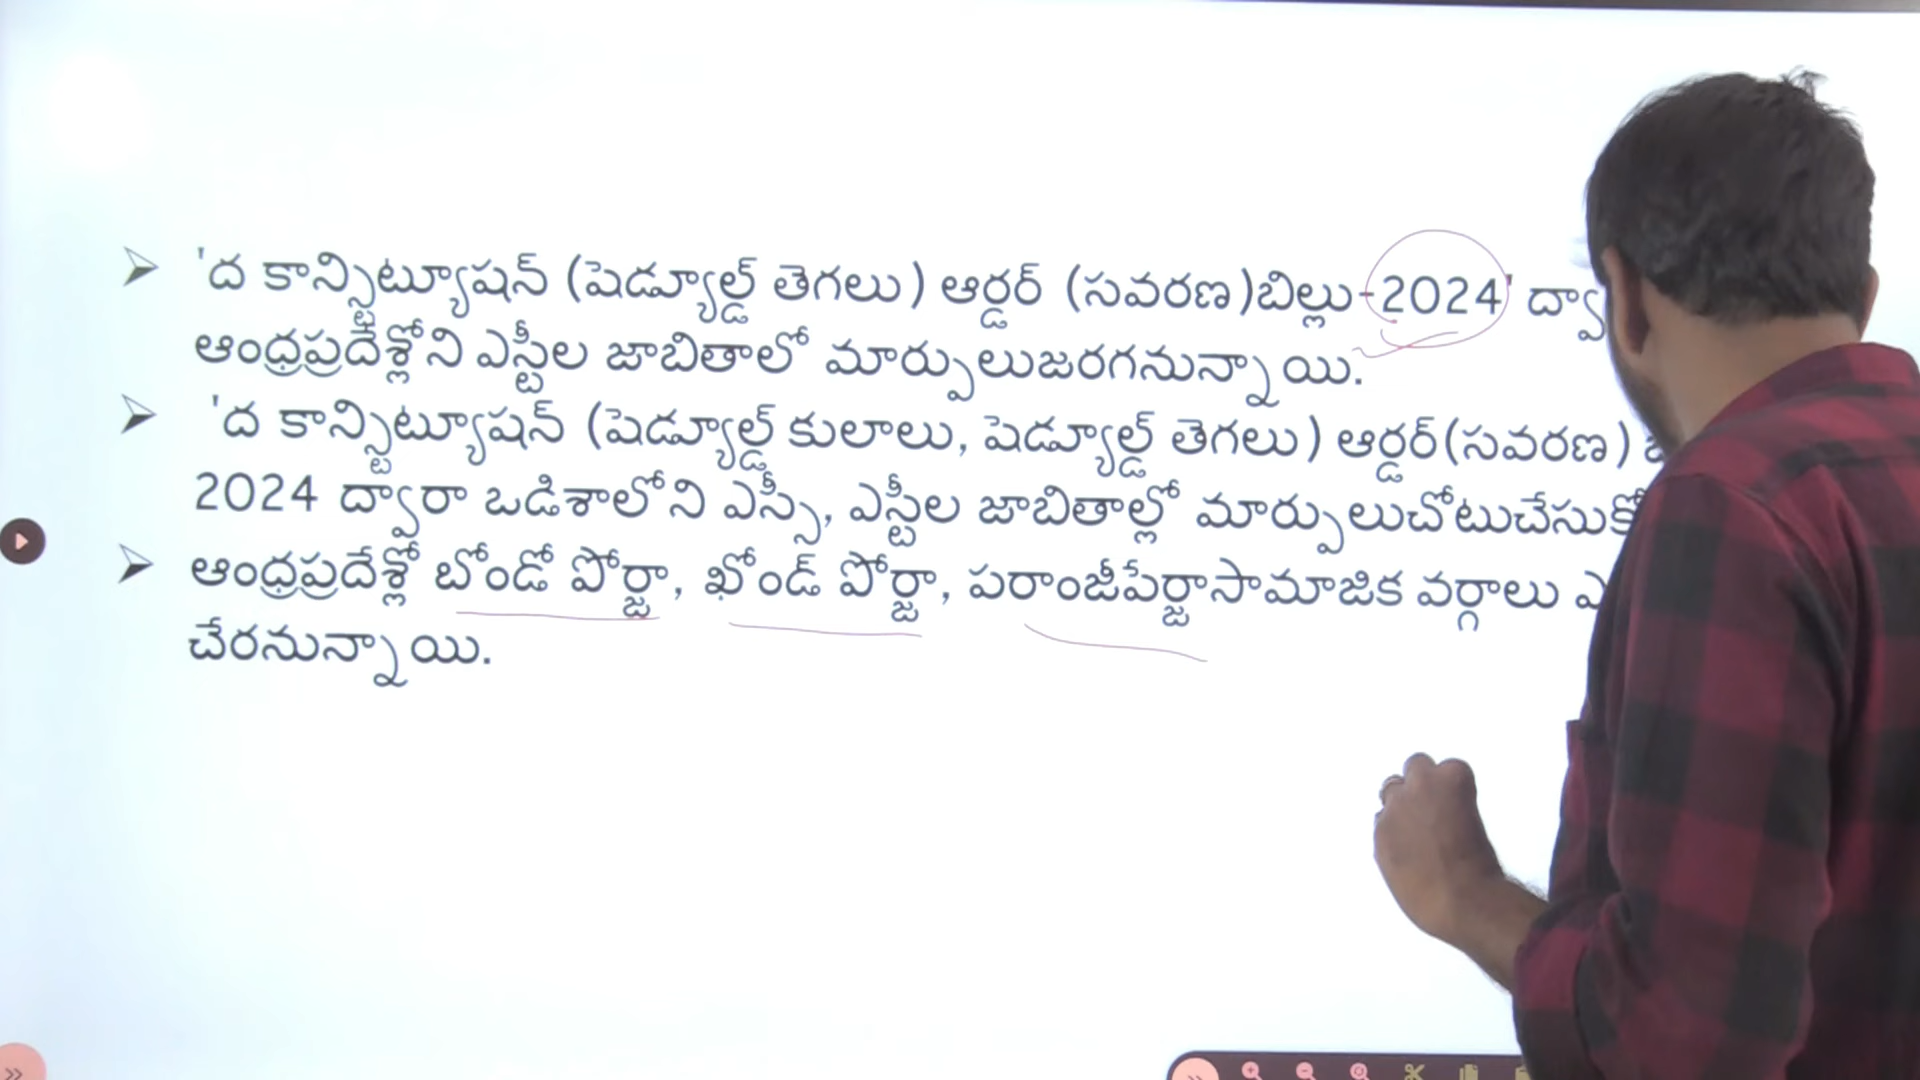 ➢ 'ద కాన్స్టిట్యూషన్ (షెడ్యూల్డ్ తెగలు) ఆర్డర్ (సవరణ)బిల్లు-2024'
ఆంధ్రప్రదేశ్లోని ఎస్టీల జాబితాలో మార్పులుజరగనున్నాయి.
➢ 'ద కాన్స్టిట్యూషన్ (షెడ్యూల్డ్ కులాలు, షెడ్యూల్డ్ తెగలు) ఆర్డర్(సవరణ)
2024 ద్వారా ఒడిశాలోని ఎస్సీ, ఎస్టీల జాబితాల్లో
➢ ఆంధ్రప్రదేశ్లో బోండో పోర్జా, ఖోండ్ పోర్జా, పరాంజీపేర్జాసామాజిక వర్గాలు
చేరనున్నాయి.